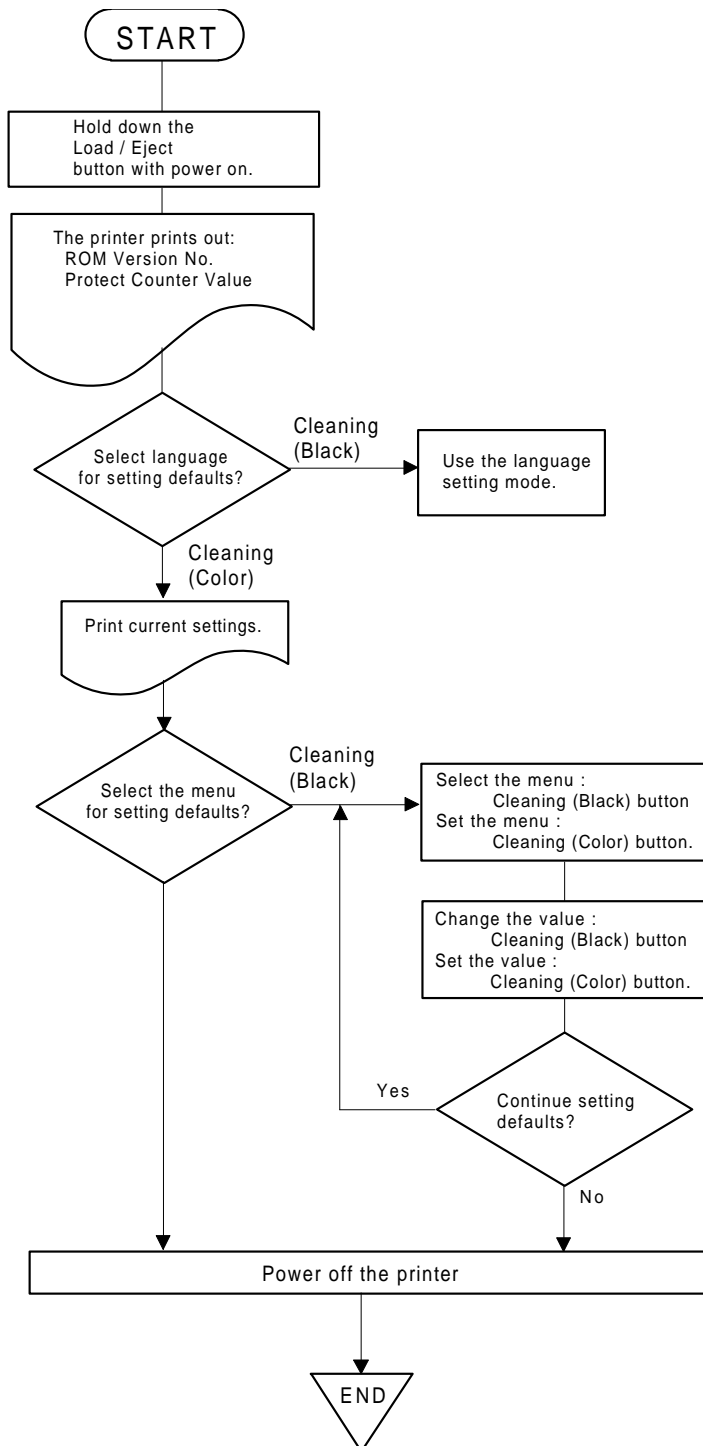 START
Hold down the
Load / Eject
button with power on.
The printer prints out:
ROM Version No.
Protect Counter Value
Cleaning
(Black)
Select language
for setting defaults?
Use the language
setting mode.
Cleaning
(Color)
Print current settings.
Cleaning
(Black)
Select the menu
for setting defaults?
Select the menu :
Cleaning (Black) button
Set the menu :
Cleaning (Color) button.
Change the value :
Cleaning (Black) button
Set the value :
Cleaning (Color) button.
Yes
Continue setting
defaults?
No
Power off the printer
END